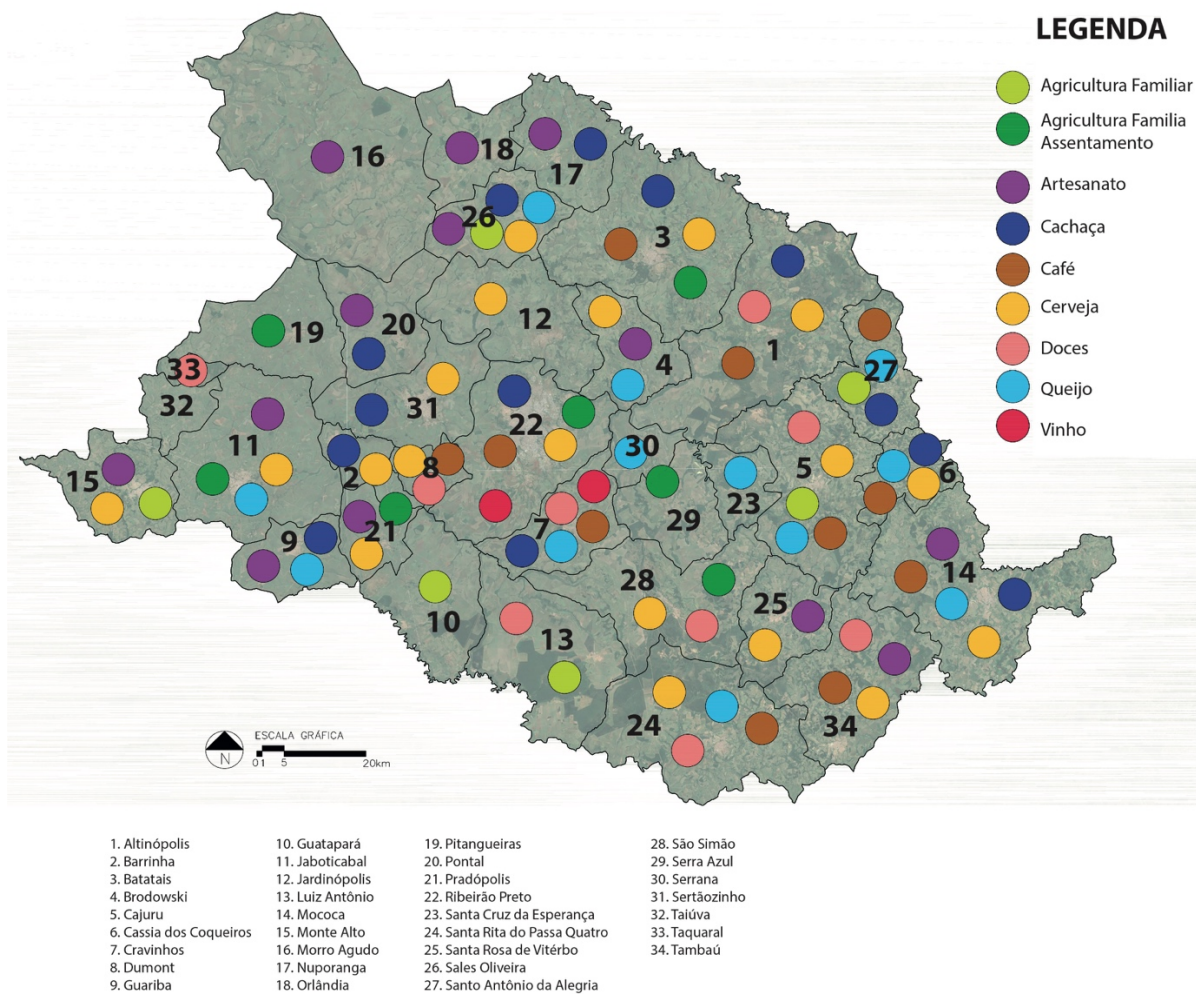 LEGENDA
Agricultura Familiar
Agricultura Familia
Assentamento
Artesanato
Cachaça
Café
Cerveja
Doces
Queijo
Vinho
16
18
17
26
3
19
20
12
4
1
33
32
27
31
22
11
15
2
8
30
5
6
23
9
21
7
29
14
28
25
10
13
24
34
N
ESCALA GRÁFICA
01 5 20km
1. Altinópolis
2. Barrinha
3. Batatais
4. Brodowski
5. Cajuru
6. Cassia dos Coqueiros
7. Cravinhos
8. Dumont
9. Guariba
10. Guatapará
11. Jaboticabal
12. Jardinópolis
13. Luiz Antônio
14. Mococa
15. Monte Alto
16. Morro Agudo
17. Nuporanga
18. Orlândia
19. Pitangueiras
20. Pontal
21. Pradópolis
22. Ribeirão Preto
23. Santa Cruz da Esperança
24. Santa Rita do Passa Quatro
25. Santa Rosa de Vitérbo
26. Sales Oliveira
27. Santo Antônio da Alegria
28. São Simão
29. Serra Azul
30. Serrana
31. Sertãozinho
32. Taiúva
33. Taquaral
34. Tambaú